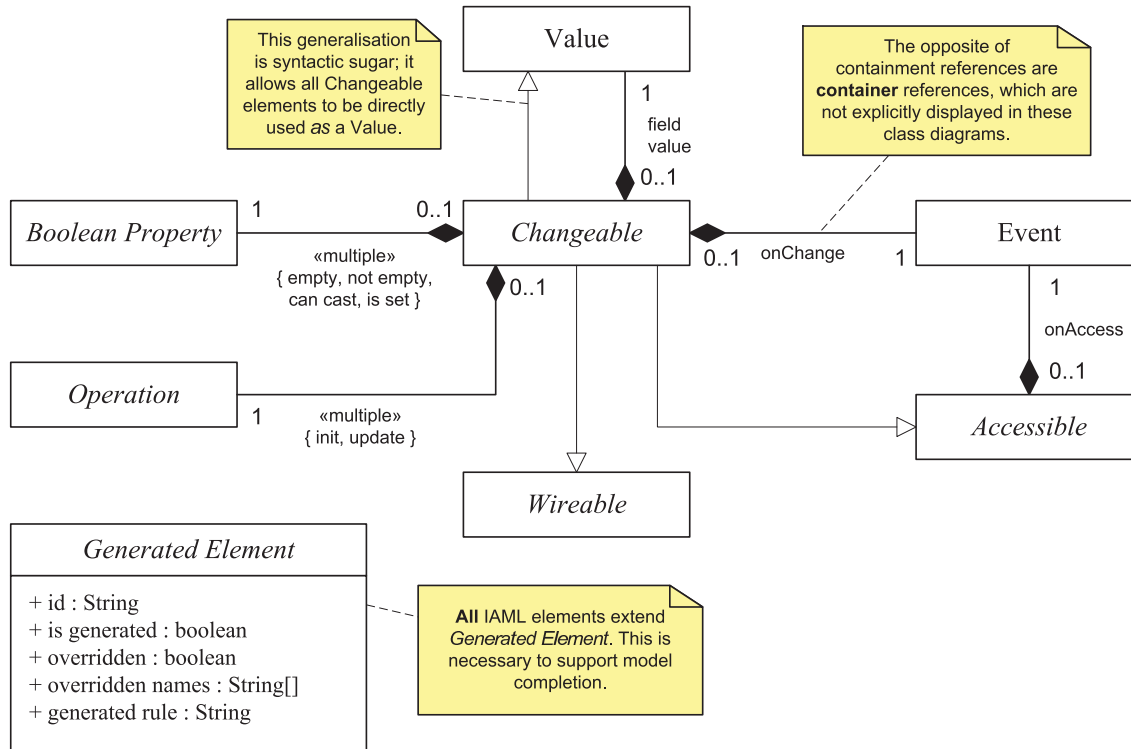 This generalisation
is syntactic sugar; it
allows all Changeable
elements to be directly
used as a Value.
Value
1
field
value
0..1
The opposite of
containment references are
container references, which are
not explicitly displayed in these
class diagrams.
Boolean Property
1
0..1
«multiple»
{ empty, not empty,
can cast, is set }
Changeable
0..1
0..1
onChange
1
Event
1
onAccess
0..1
Operation
1
«multiple»
{ init, update }
Accessible
Wireable
Generated Element
+ id : String
+ is generated : boolean
+ overridden : boolean
+ overridden names : String[]
+ generated rule : String
All IAML elements extend
Generated Element. This is
necessary to support model
completion.